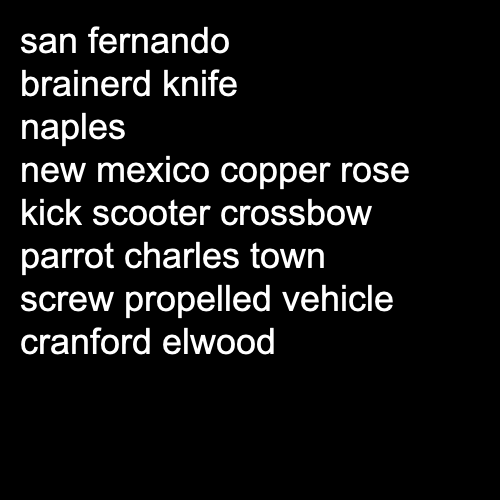 san fernando
brainerd knife
naples
new mexico copper rose
kick scooter crossbow
parrot charles town
screw propelled vehicle
cranford elwood